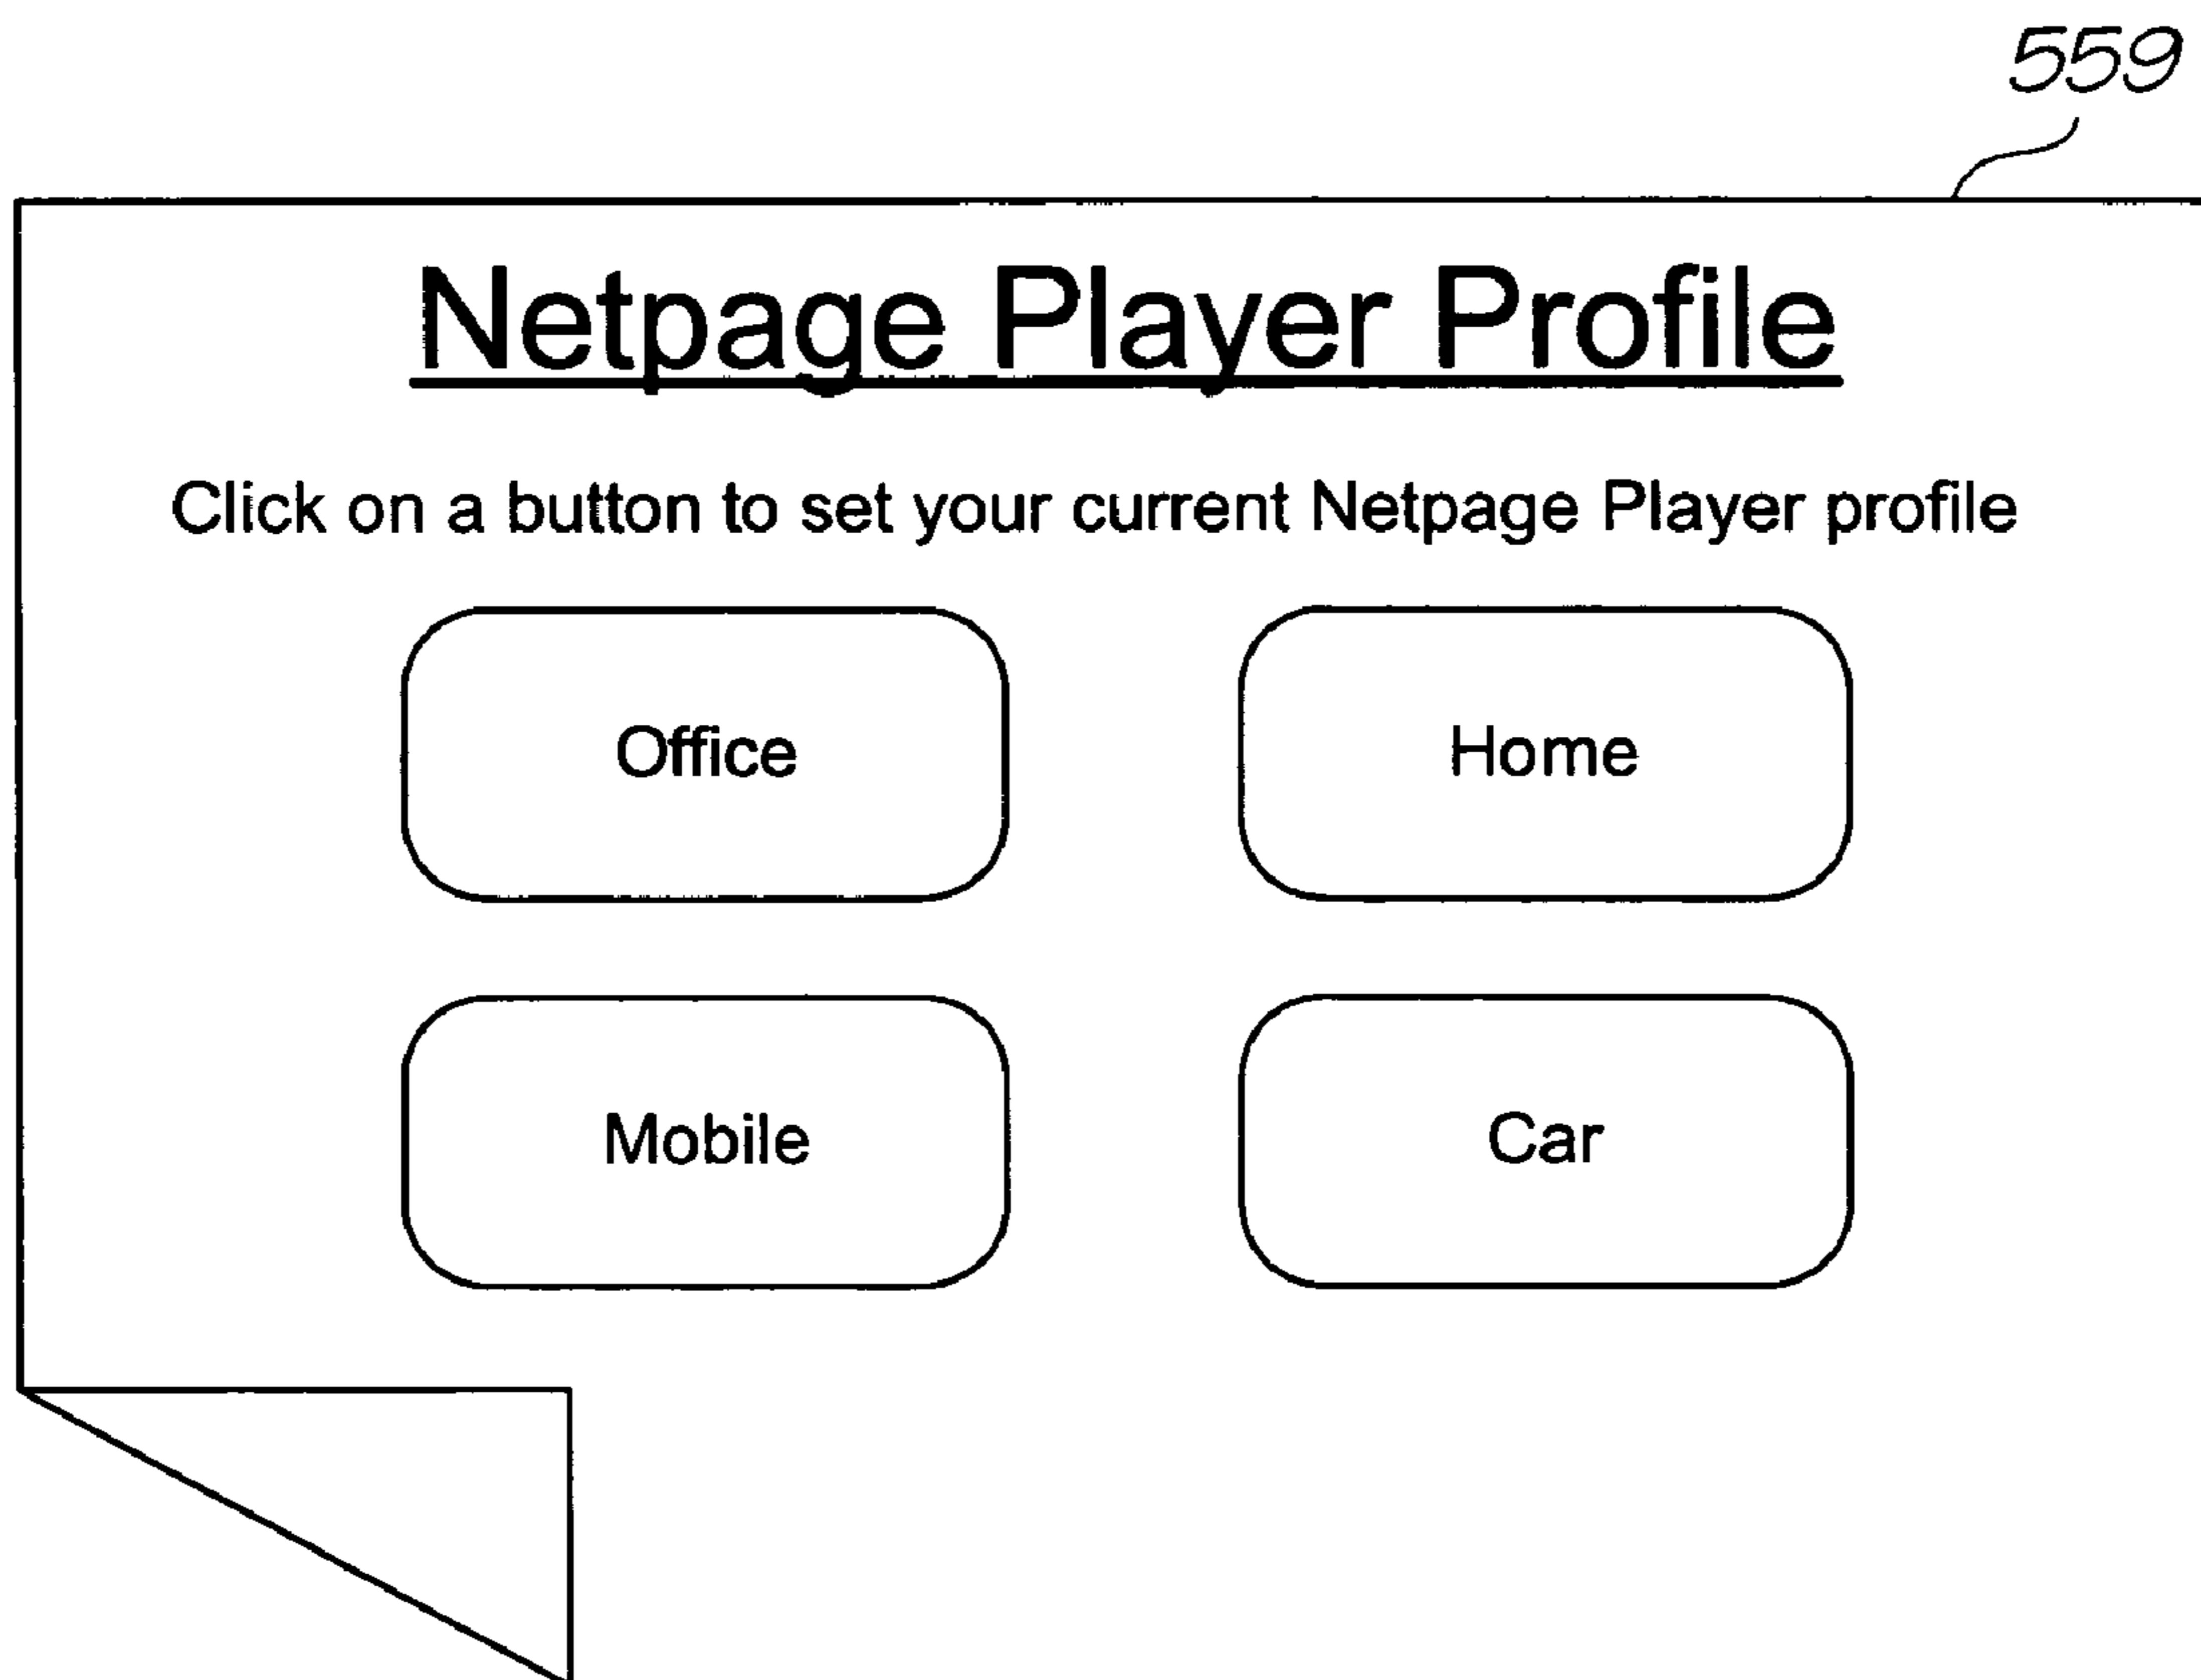 559
Netpage Player Profile
Click on a button to set your current Netpage Player profile
Office Home
Mobile Car